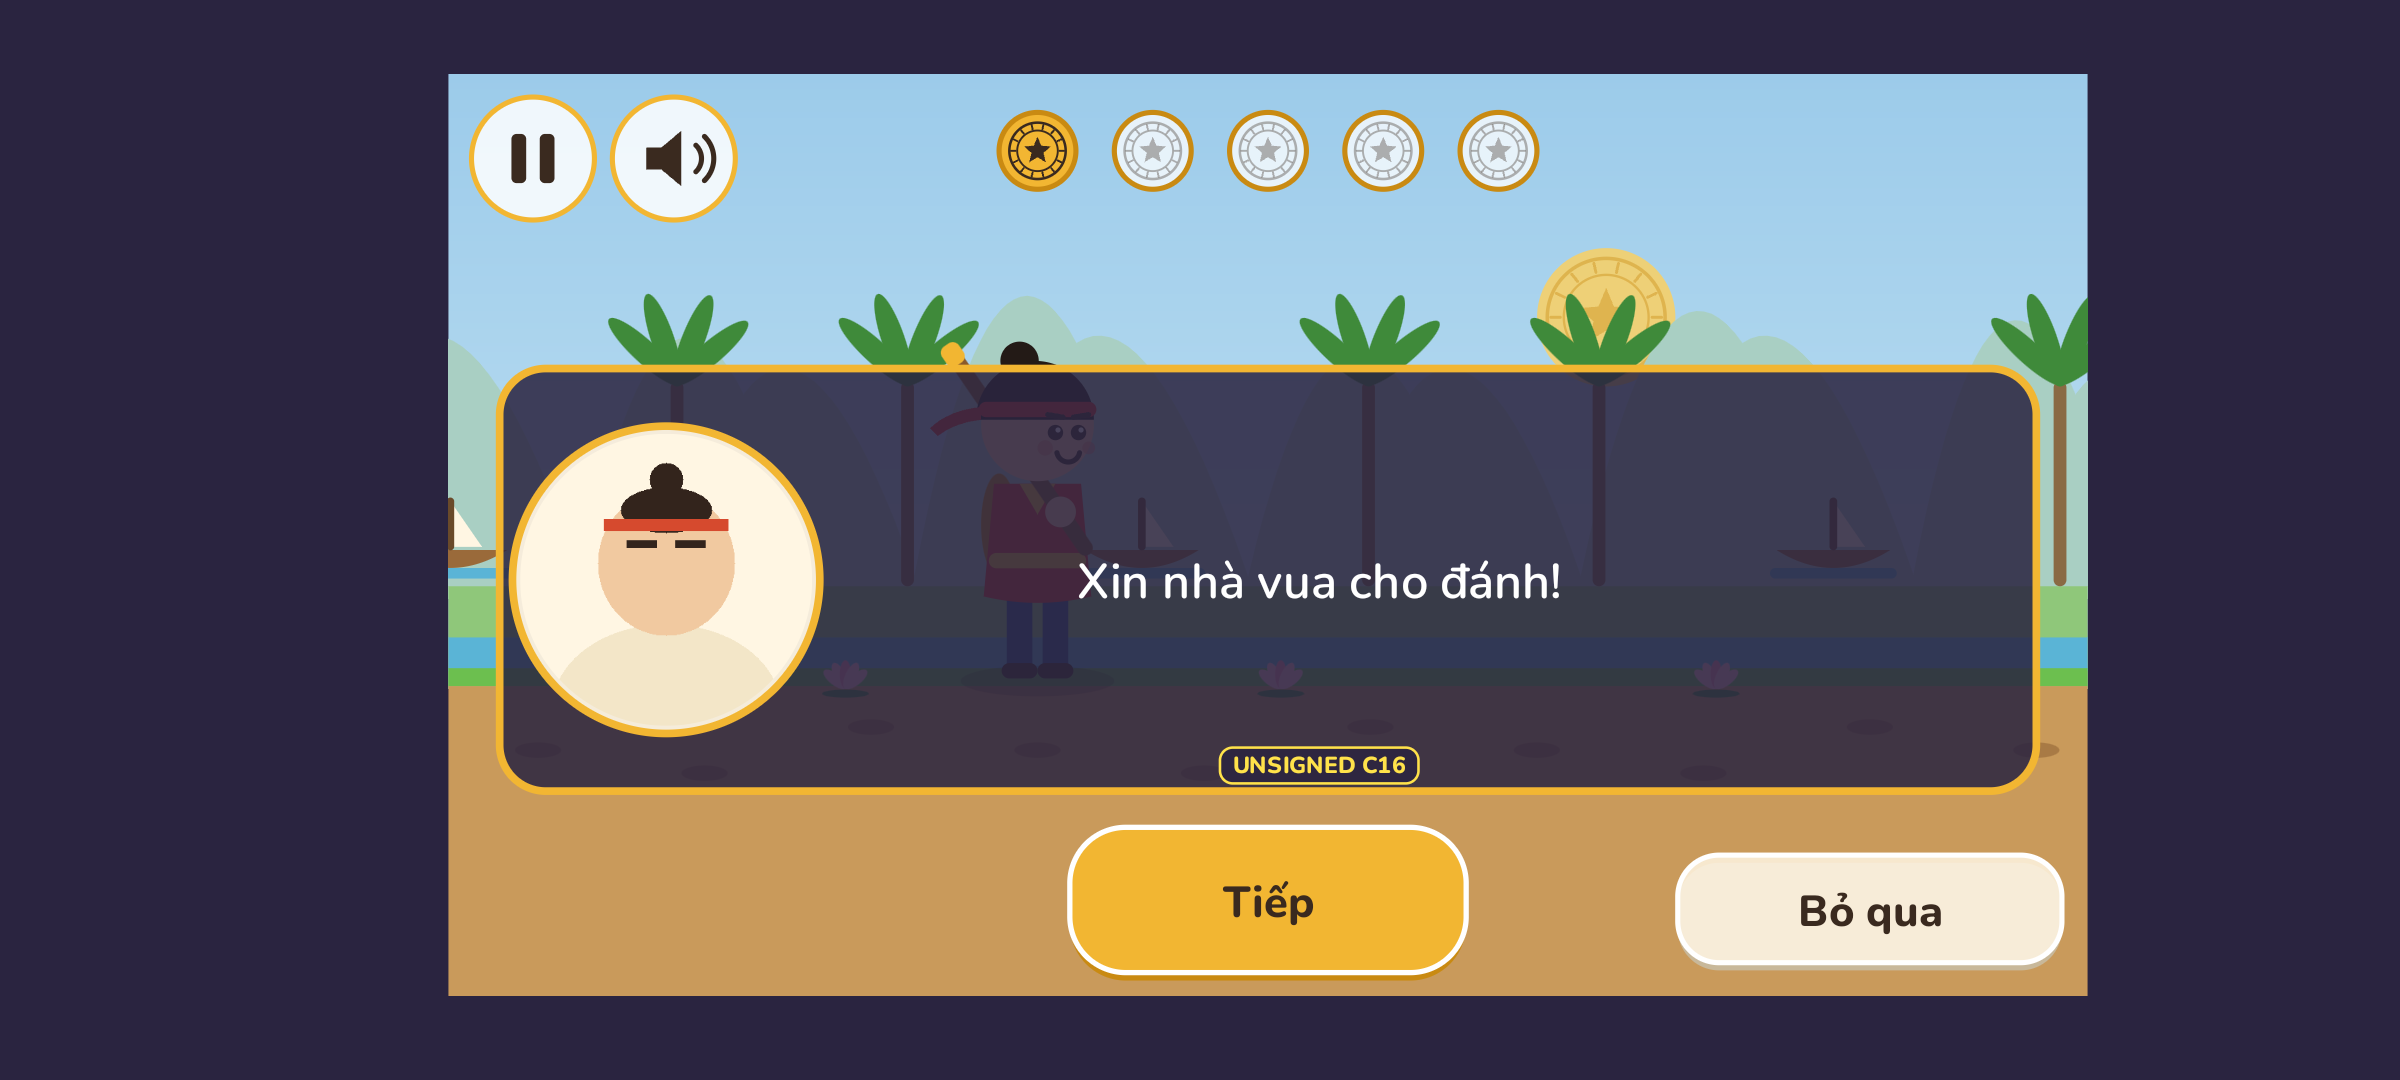 Xin nhà vua cho đánh!
UNSIGNED C16
Tiếp
Bỏ qua